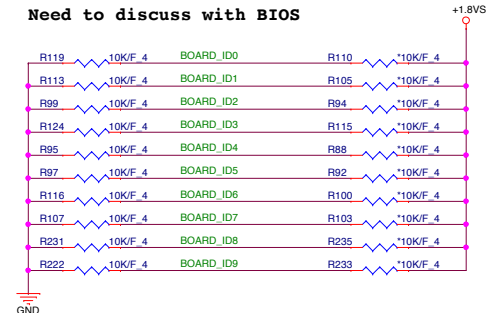 Need to discuss with BIOS
+1.8VS
R119 10K/F_4 BOARD_ID0 R110 *10K/F_4
R113 10K/F_4 BOARD_ID1 R105 *10K/F_4
R99 10K/F_4 BOARD_ID2 R94 *10K/F_4
R124 10K/F_4 BOARD_ID3 R115 *10K/F_4
R95 10K/F_4 BOARD_ID4 R88 *10K/F_4
R97 10K/F_4 BOARD_ID5 R92 *10K/F_4
R116 10K/F_4 BOARD_ID6 R100 *10K/F_4
R107 10K/F_4 BOARD_ID7 R103 *10K/F_4
R231 10K/F_4 BOARD_ID8 R235 *10K/F_4
R222 10K/F_4 BOARD_ID9 R233 *10K/F_4
GND